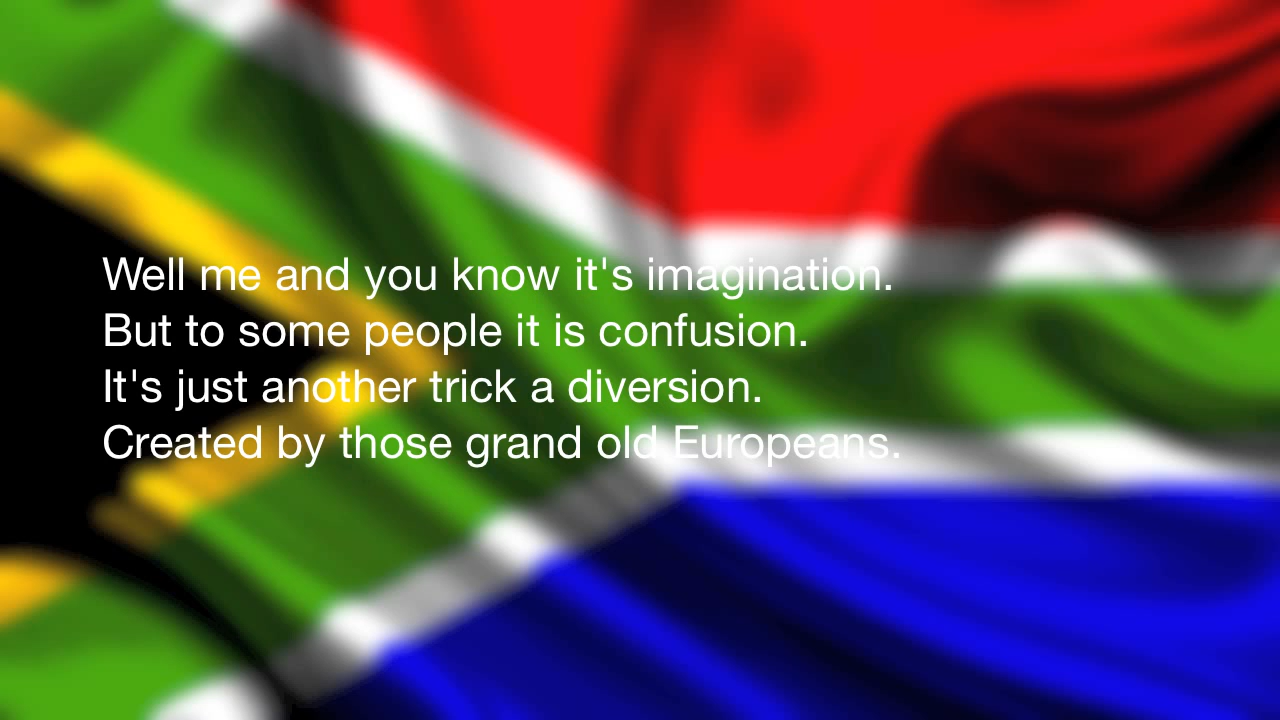 Well me and you know it's imagination.
But to some people it is confusion.
It's just another trick a diversion.
Created by those grand old Europeans.